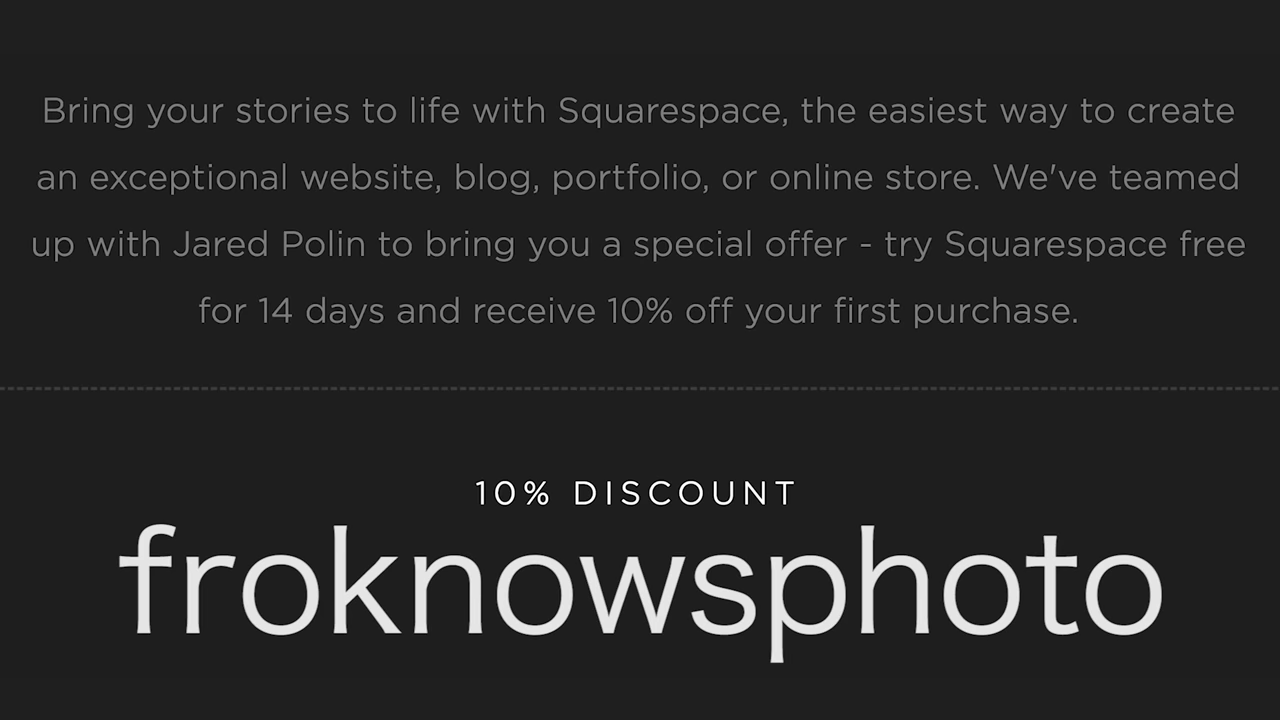 Bring your stories to life with Squarespace, the easiest way to create
an exceptional website, blog, portfolio, or online store. We've teamed
up with Jared Polin to bring you a special offer - try Squarespace free
for 14 days and receive 10% off your first purchase.
10% DISCOUNT
froknowsphoto